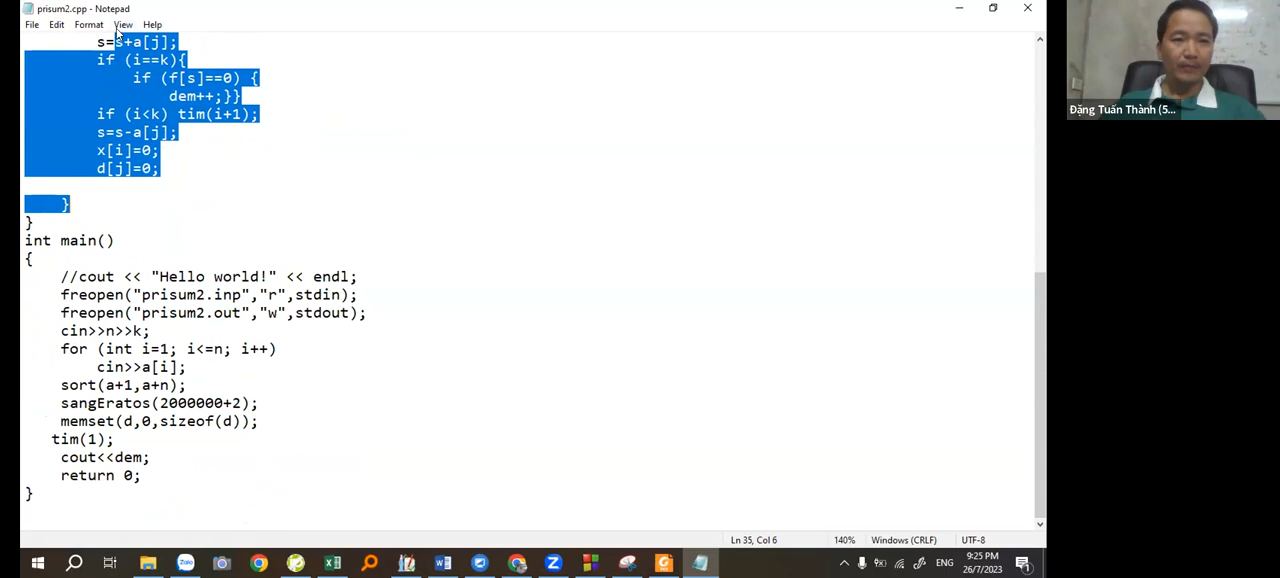 prisum2.cpp - Notepad
File Edit Format View Help
s=s+a[j];
if (i==k){
if (f[s]==0) {
dem++;}}
if (i<k) tim(i+1);
s=s-a[j];
x[i]=0;
d[j]=0;
}
}
int main()
{
//cout << "Hello world!" << endl;
freopen("prisum2.inp","r",stdin);
freopen("prisum2.out","w",stdout);
cin>>n>>k;
for (int i=1; i<=n; i++)
cin>>a[i];
sort(a+1,a+n);
sangEratos(2000000+2);
memset(d,0,sizeof(d));
tim(1);
cout<<dem;
return 0;
}
Ln 35, Col 6 140% Windows (CRLF) UTF-8
Đặng Tuấn Thành (5...
Zalo
ENG
9:25 PM
26/7/2023